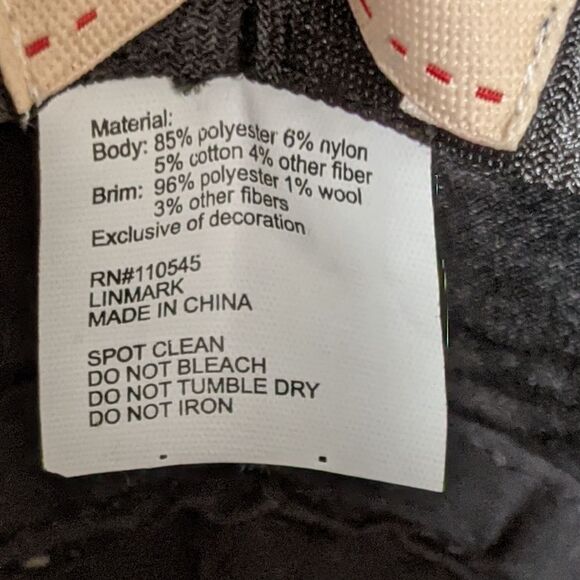 Material:
Body: 85% polyester 6% nylon
5% cotton 4% other fiber
Brim: 96% polyester 1% wool
3% other fibers
Exclusive of decoration
RN#110545
LINMARK
MADE IN CHINA
SPOT CLEAN
DO NOT BLEACH
DO NOT TUMBLE DRY
DO NOT IRON